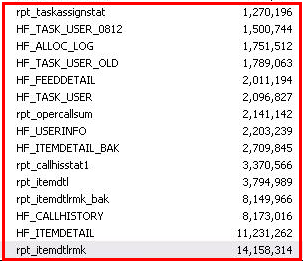 rpt_taskassignstat 1,270,196
HF_TASK_USER_0812 1,500,744
HF_ALLOC_LOG 1,751,512
HF_TASK_USER_OLD 1,789,063
HF_FEEDDETAIL 2,011,194
HF_TASK_USER 2,096,827
rpt_opercallsum 2,141,142
HF_USERINFO 2,203,239
HF_ITEMDETAIL_BAK 2,709,845
rpt_callhisstat1 3,370,566
rpt_itemdtl 3,794,989
rpt_itemdtlrmk_bak 8,149,966
HF_CALLHISTORY 8,173,016
HF_ITEMDETAIL 11,231,262
rpt_itemdtlrmk 14,158,314